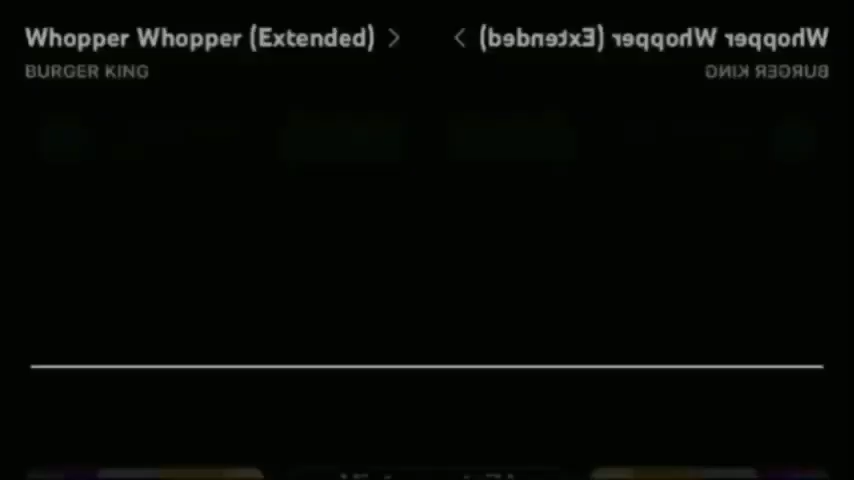 Whopper Whopper (Extended) > < Whopper Whopper (Extended)
BURGER KING BURGER KING